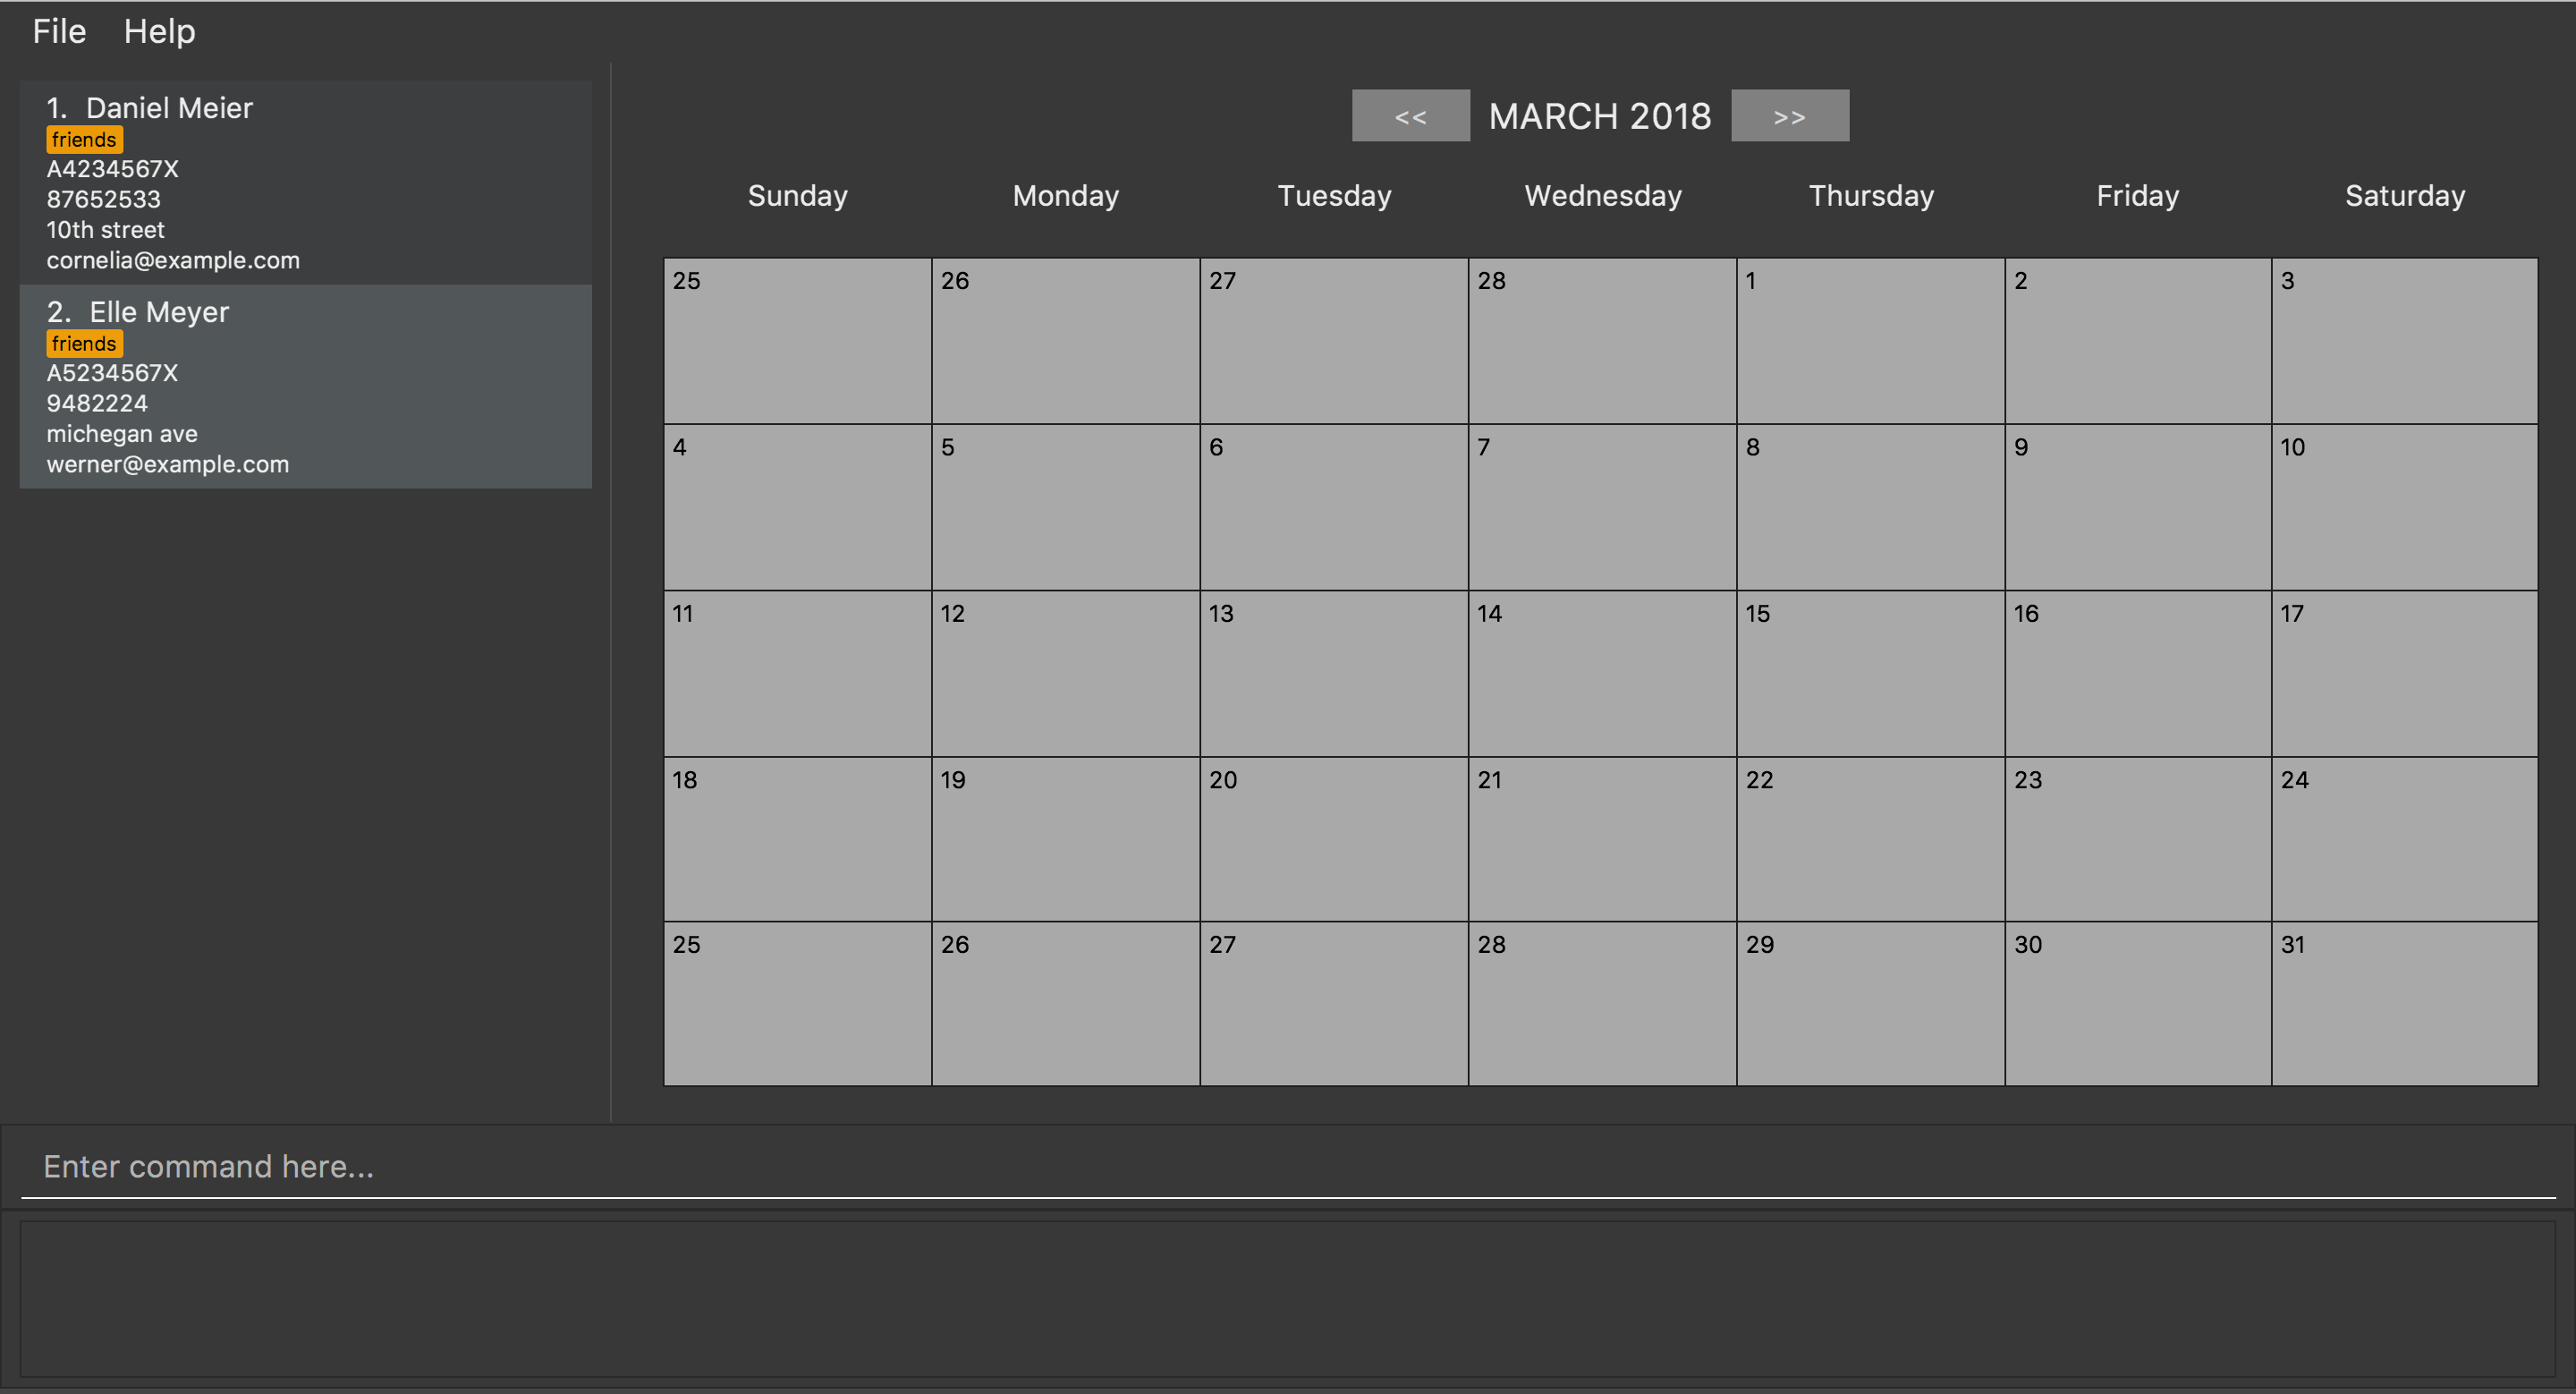 File Help
1. Daniel Meier
friends
A4234567X
87652533
10th street
cornelia@example.com
2. Elle Meyer
friends
A5234567X
9482224
michegan ave
werner@example.com
<< MARCH 2018 >>
Sunday Monday Tuesday Wednesday Thursday Friday Saturday
25 26 27 28 1 2 3
4 5 6 7 8 9 10
11 12 13 14 15 16 17
18 19 20 21 22 23 24
25 26 27 28 29 30 31
Enter command here...